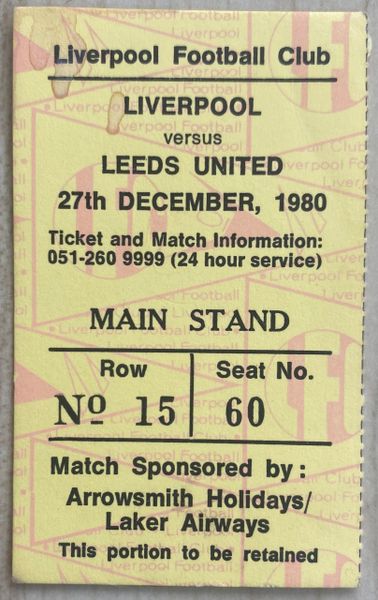 Liverpool Football Club
LIVERPOOL
versus
LEEDS UNITED
27th DECEMBER, 1980
Ticket and Match Information:
051-260 9999 (24 hour service)
MAIN STAND
Row Seat No.
Nº 15 60
Match Sponsored by :
Arrowsmith Holidays/
Laker Airways
This portion to be retained